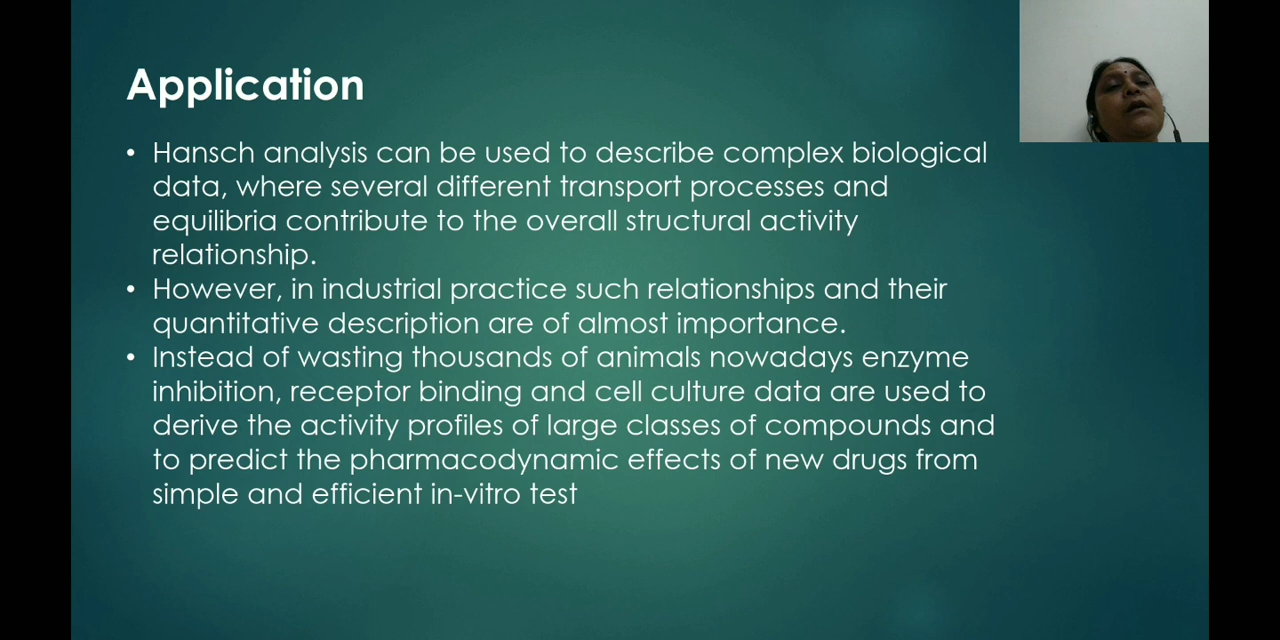 Application
• Hansch analysis can be used to describe complex biological
data, where several different transport processes and
equilibria contribute to the overall structural activity
relationship.
• However, in industrial practice such relationships and their
quantitative description are of almost importance.
• Instead of wasting thousands of animals nowadays enzyme
inhibition, receptor binding and cell culture data are used to
derive the activity profiles of large classes of compounds and
to predict the pharmacodynamic effects of new drugs from
simple and efficient in-vitro test